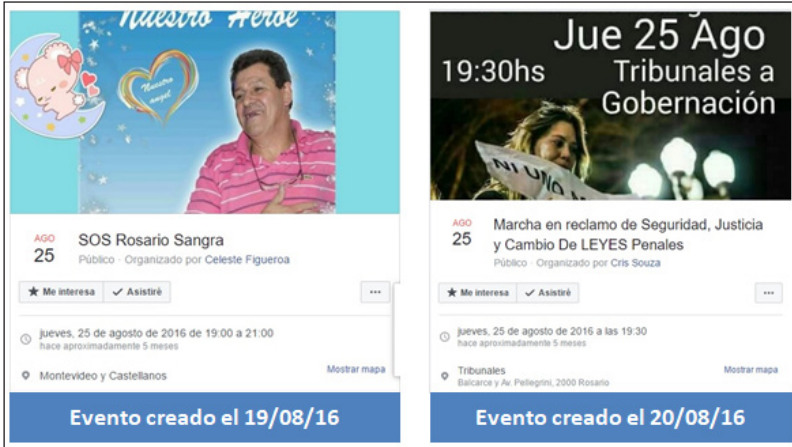 Nuestro Héroe
Nuestro
angel
AGO
25
SOS Rosario Sangra
Público · Organizado por Celeste Figueroa
Me interesa
Asistiré
...
jueves, 25 de agosto de 2016 de 19:00 a 21:00
hace aproximadamente 5 meses
Montevideo y Castellanos
Mostrar mapa
Evento creado el 19/08/16
Jue 25 Ago
19:30hs
Tribunales a
Gobernación
NI UNO
AGO
25
Marcha en reclamo de Seguridad, Justicia
y Cambio De LEYES Penales
Público · Organizado por Cris Souza
Me interesa
Asistiré
...
jueves, 25 de agosto de 2016 a las 19:30
hace aproximadamente 5 meses
Tribunales
Balcarce y Av. Pellegrini, 2000 Rosario
Mostrar mapa
Evento creado el 20/08/16